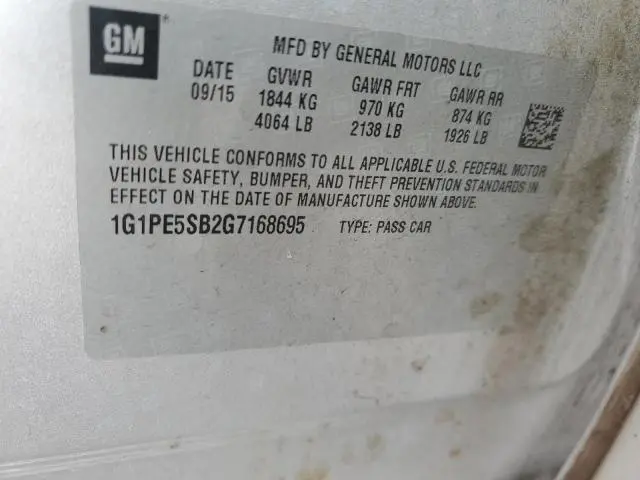 GM
MFD BY GENERAL MOTORS LLC
DATE GVWR GAWR FRT GAWR RR
09/15 1844 KG 970 KG 874 KG
4064 LB 2138 LB 1926 LB
THIS VEHICLE CONFORMS TO ALL APPLICABLE U.S. FEDERAL MOTOR
VEHICLE SAFETY, BUMPER, AND THEFT PREVENTION STANDARDS IN
EFFECT ON THE DATE OF MANUFACTURE SHOWN ABOVE.
1G1PE5SB2G7168695 TYPE: PASS CAR